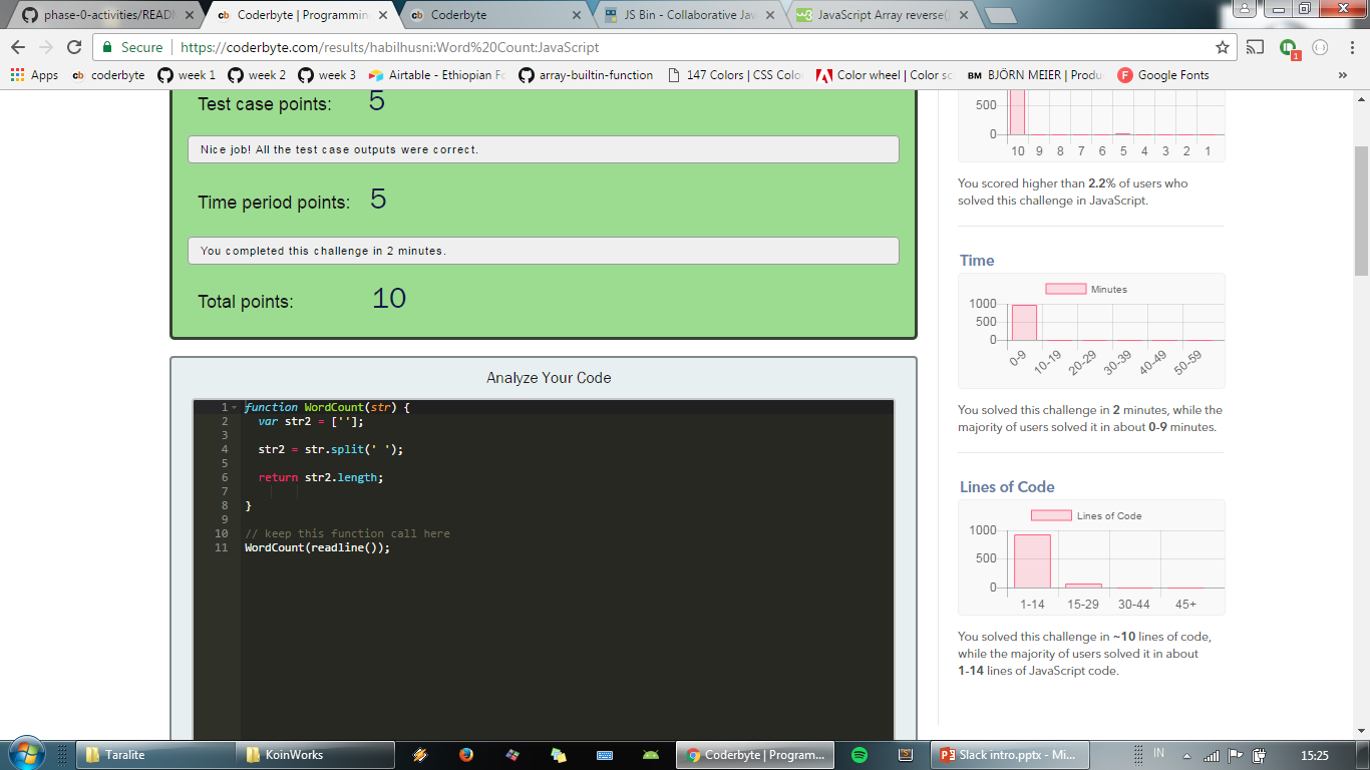 phase-0-activities/READ
Coderbyte | Programmin
Coderbyte
JS Bin - Collaborative Jav
JavaScript Array reverse(
Secure
https://coderbyte.com/results/habilhusni:Word%20Count:JavaScript
1
Apps
coderbyte
week 1
week 2
week 3
Airtable - Ethiopian Fo
array-builtin-function
147 Colors | CSS Colo
Color wheel | Color sc
BM BJÖRN MEIER | Produ
Google Fonts
»
Test case points: 5
Nice job! All the test case outputs were correct.
Time period points: 5
You completed this challenge in 2 minutes.
Total points: 10
Analyze Your Code
1 function WordCount(str) {
2 var str2 = [''];
3
4 str2 = str.split(' ');
5
6 return str2.length;
7
8 }
9
10 // keep this function call here
11 WordCount(readline());
500
0
10 9 8 7 6 5 4 3 2 1
You scored higher than 2.2% of users who
solved this challenge in JavaScript.
Time
Minutes
1000
500
0
0-9 10-19 20-29 30-39 40-49 50-59
You solved this challenge in 2 minutes, while the
majority of users solved it in about 0-9 minutes.
Lines of Code
Lines of Code
1000
500
0
1-14 15-29 30-44 45+
You solved this challenge in ~10 lines of code,
while the majority of users solved it in about
1-14 lines of JavaScript code.
Taralite
KoinWorks
Coderbyte | Program...
Slack intro.pptx - Mi...
IN
15:25